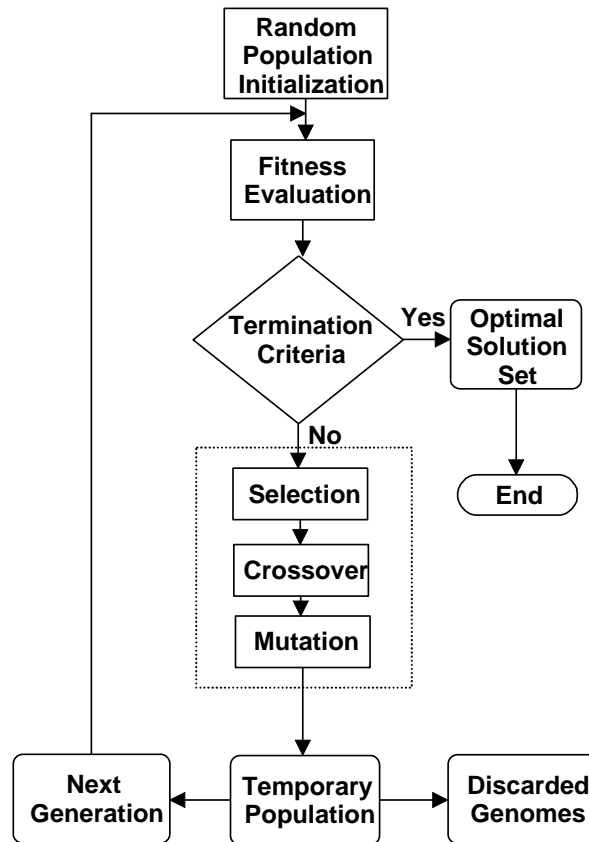 Random
Population
Initialization
Fitness
Evaluation
Termination
Criteria
Yes
Optimal
Solution
Set
No
End
Selection
Crossover
Mutation
Next
Generation
Temporary
Population
Discarded
Genomes